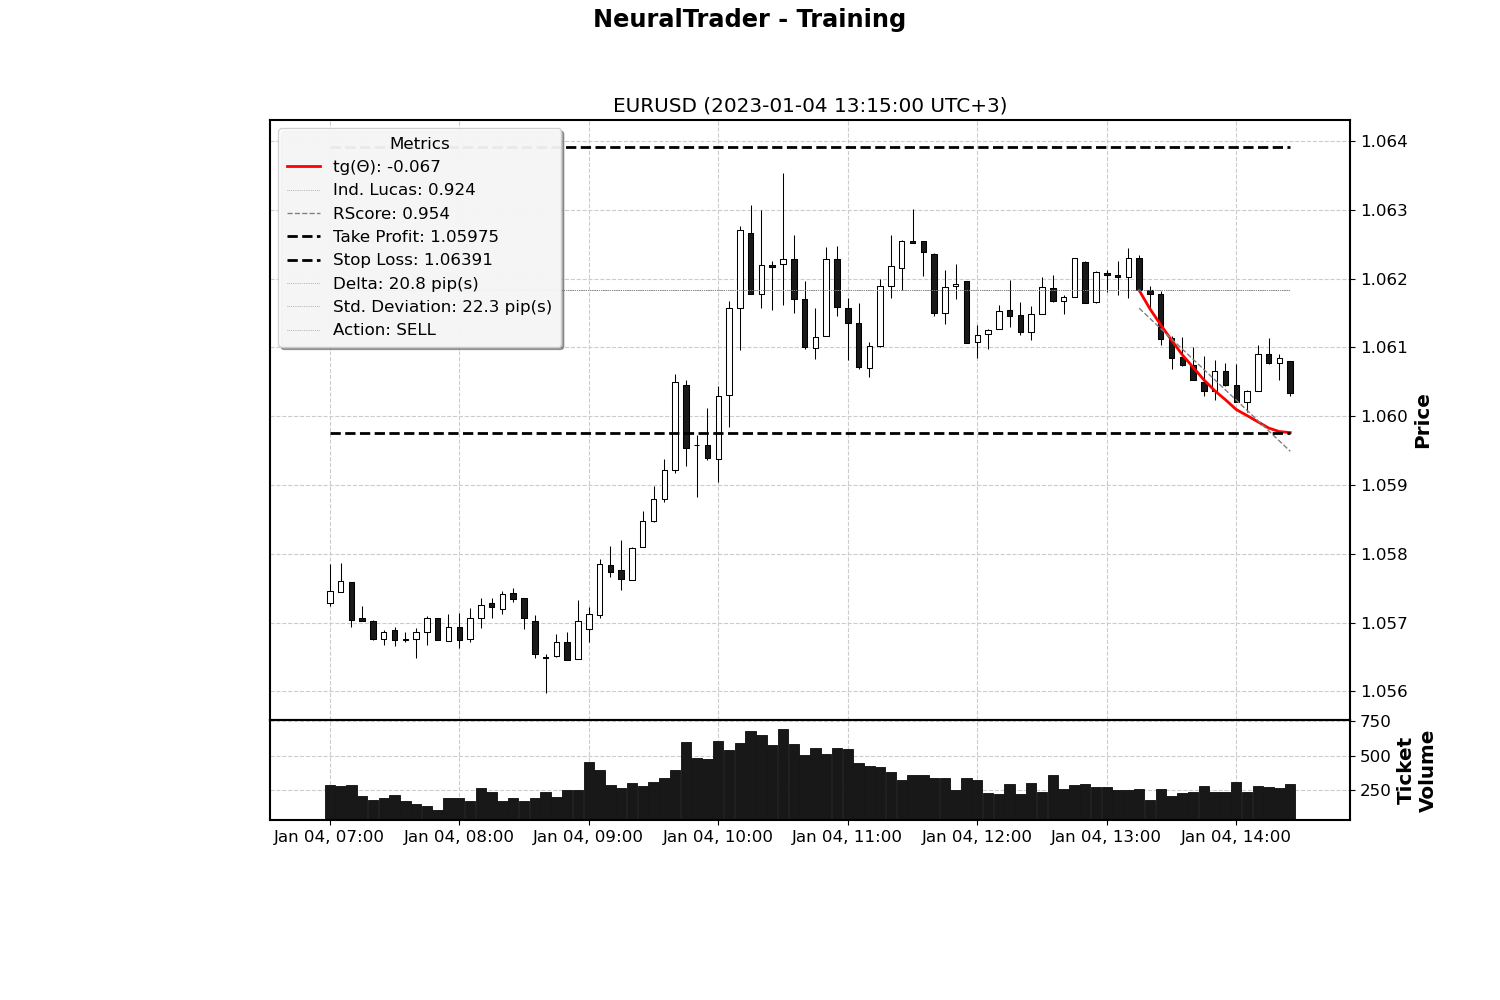 NeuralTrader - Training
EURUSD (2023-01-04 13:15:00 UTC+3)
Metrics
tg(Θ): -0.067
Ind. Lucas: 0.924
RScore: 0.954
Take Profit: 1.05975
Stop Loss: 1.06391
Delta: 20.8 pip(s)
Std. Deviation: 22.3 pip(s)
Action: SELL
1.064
1.063
1.062
1.061
1.060
1.059
1.058
1.057
1.056
Price
750
500
250
Ticket
Volume
Jan 04, 07:00 Jan 04, 08:00 Jan 04, 09:00 Jan 04, 10:00 Jan 04, 11:00 Jan 04, 12:00 Jan 04, 13:00 Jan 04, 14:00